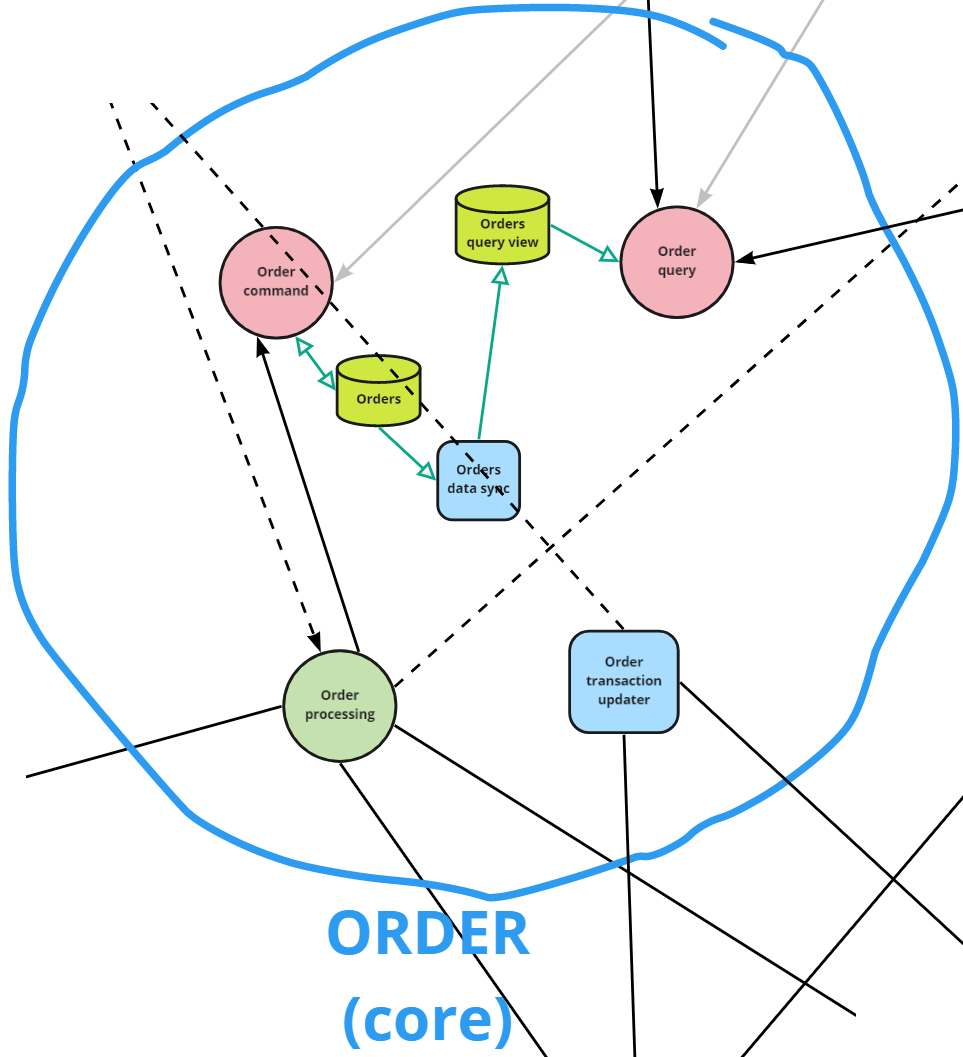 Orders
query view
Order
query
Order
command
Orders
Orders
data sync
Order
transaction
updater
Order
processing
ORDER
(core)